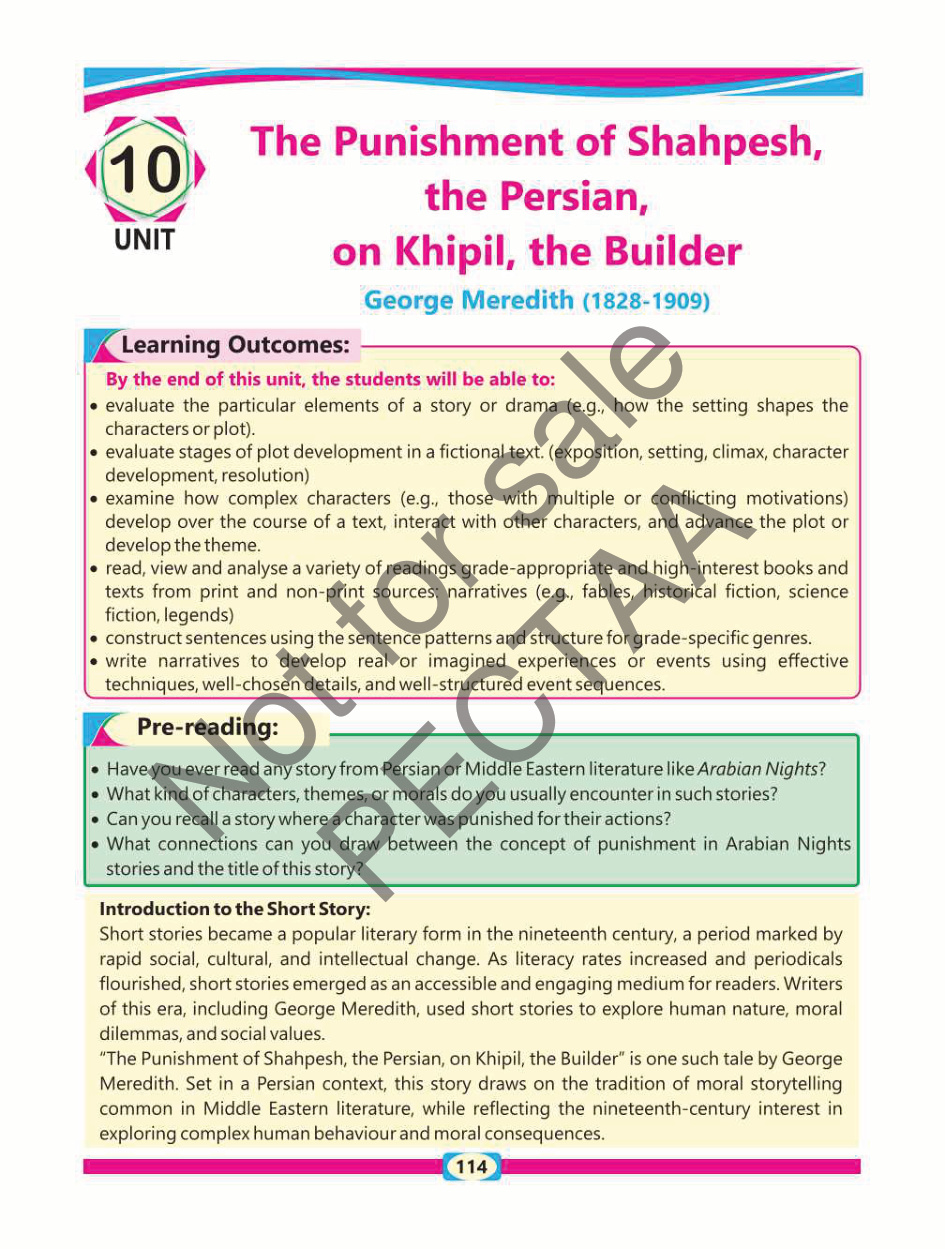 10
UNIT
The Punishment of Shahpesh,
the Persian,
on Khipil, the Builder
George Meredith (1828-1909)
Learning Outcomes:
By the end of this unit, the students will be able to:
• evaluate the particular elements of a story or drama (e.g., how the setting shapes the
characters or plot).
• evaluate stages of plot development in a fictional text. (exposition, setting, climax, character
development, resolution)
• examine how complex characters (e.g., those with multiple or conflicting motivations)
develop over the course of a text, interact with other characters, and advance the plot or
develop the theme.
• read, view and analyse a variety of readings grade-appropriate and high-interest books and
texts from print and non-print sources: narratives (e.g., fables, historical fiction, science
fiction, legends)
• construct sentences using the sentence patterns and structure for grade-specific genres.
• write narratives to develop real or imagined experiences or events using effective
techniques, well-chosen details, and well-structured event sequences.
Pre-reading:
• Have you ever read any story from Persian or Middle Eastern literature like Arabian Nights?
• What kind of characters, themes, or morals do you usually encounter in such stories?
• Can you recall a story where a character was punished for their actions?
• What connections can you draw between the concept of punishment in Arabian Nights
stories and the title of this story?
Introduction to the Short Story:
Short stories became a popular literary form in the nineteenth century, a period marked by
rapid social, cultural, and intellectual change. As literacy rates increased and periodicals
flourished, short stories emerged as an accessible and engaging medium for readers. Writers
of this era, including George Meredith, used short stories to explore human nature, moral
dilemmas, and social values.
“The Punishment of Shahpesh, the Persian, on Khipil, the Builder” is one such tale by George
Meredith. Set in a Persian context, this story draws on the tradition of moral storytelling
common in Middle Eastern literature, while reflecting the nineteenth-century interest in
exploring complex human behaviour and moral consequences.
114
Not for sale
PECTAA